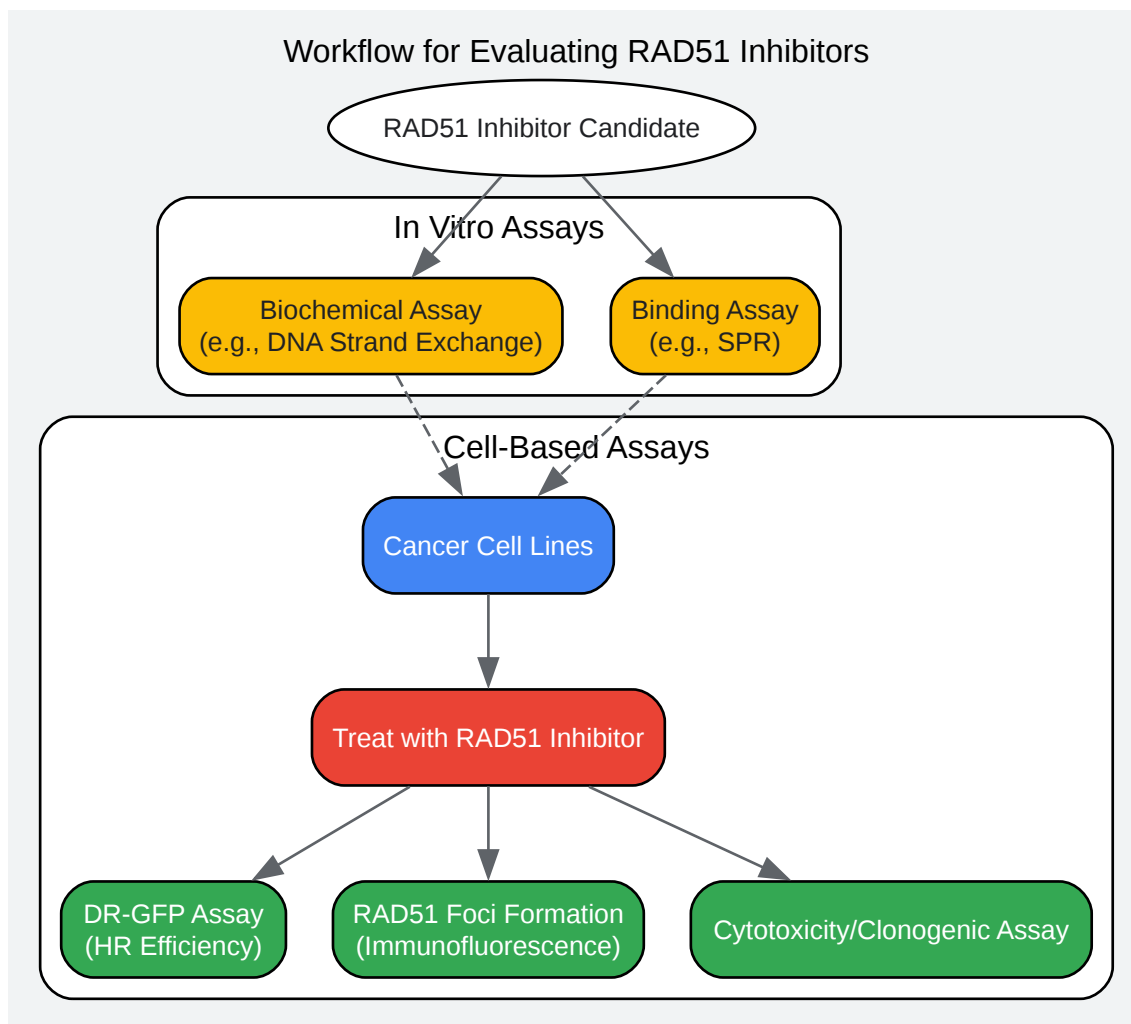 Workflow for Evaluating RAD51 Inhibitors
RAD51 Inhibitor Candidate
In Vitro Assays
Biochemical Assay
(e.g., DNA Strand Exchange)
Binding Assay
(e.g., SPR)
Cell-Based Assays
Cancer Cell Lines
Treat with RAD51 Inhibitor
DR-GFP Assay
(HR Efficiency)
RAD51 Foci Formation
(Immunofluorescence)
Cytotoxicity/Clonogenic Assay